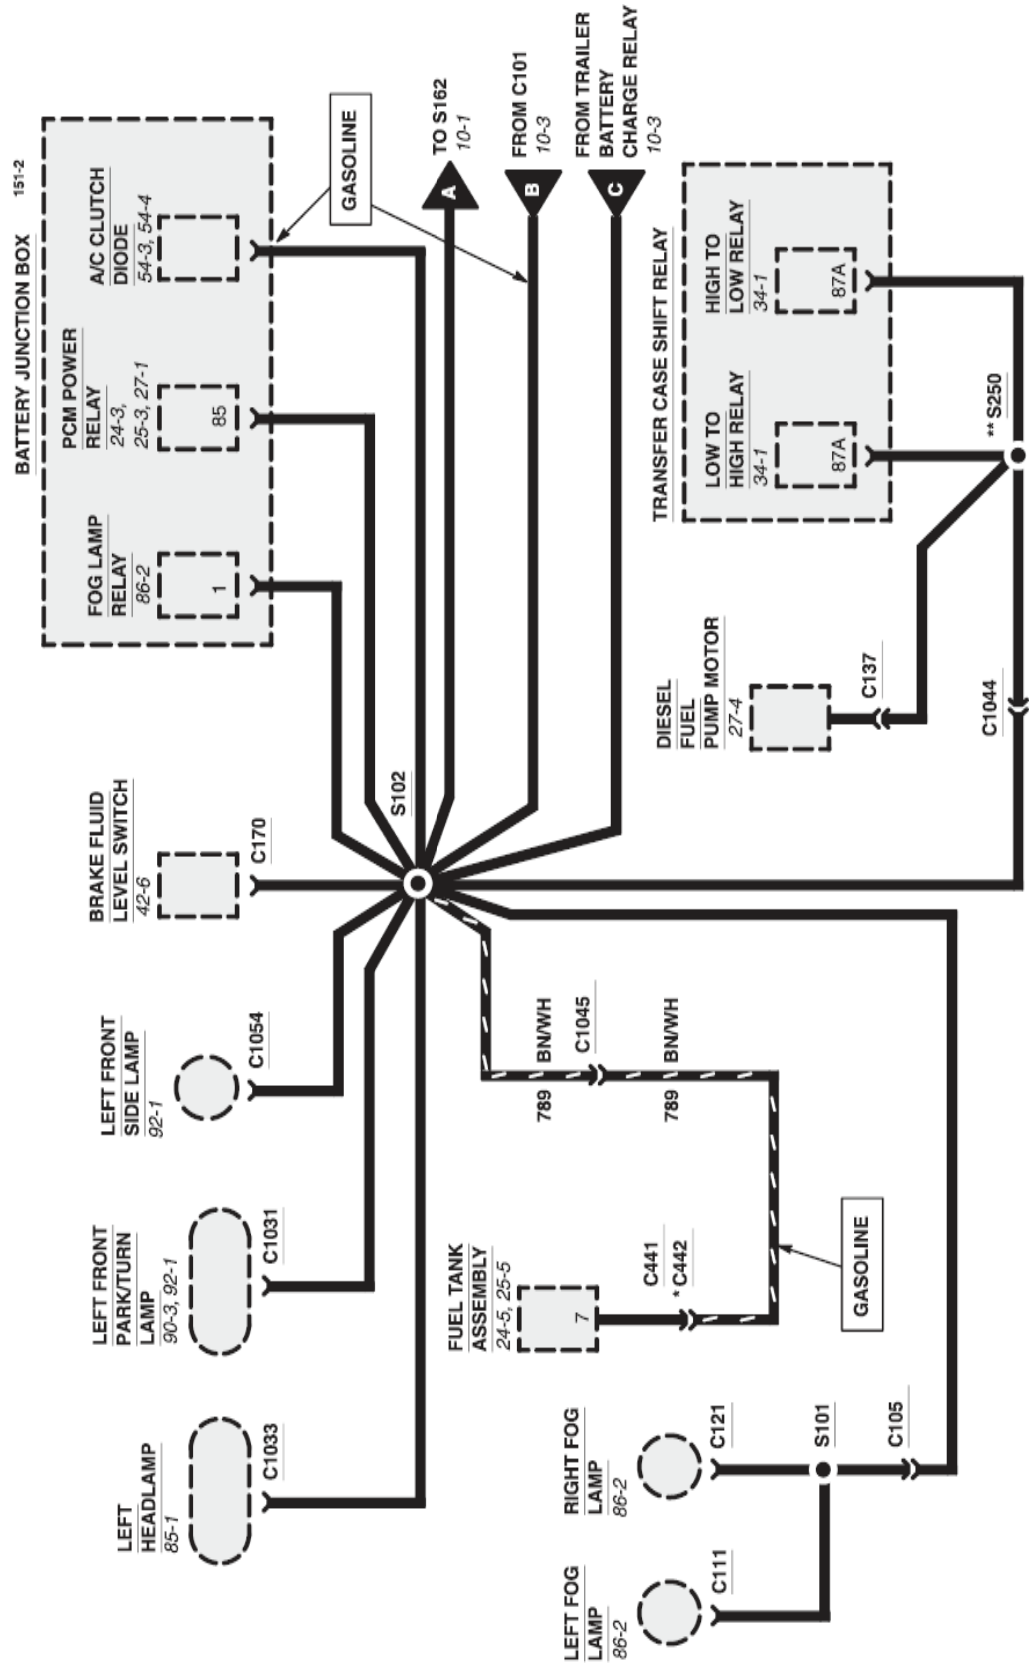 151-2
BATTERY JUNCTION BOX
FOG LAMP
RELAY
86-2
1
PCM POWER
RELAY
24-3,
25-3, 27-1
85
A/C CLUTCH
DIODE
54-3, 54-4
GASOLINE
LEFT
HEADLAMP
85-1
C1033
LEFT FRONT
PARK/TURN
LAMP
90-3, 92-1
C1031
LEFT FRONT
SIDE LAMP
92-1
C1054
BRAKE FLUID
LEVEL SWITCH
42-6
C170
S102
A
TO S162
10-1
B
FROM C101
10-3
C
FROM TRAILER
BATTERY
CHARGE RELAY
10-3
LEFT FOG
LAMP
86-2
C111
RIGHT FOG
LAMP
86-2
C121
S101
C105
FUEL TANK
ASSEMBLY
24-5, 25-5
7
C441
*C442
GASOLINE
789
BN/WH
C1045
789
BN/WH
DIESEL
FUEL
PUMP MOTOR
27-4
C137
C1044
TRANSFER CASE SHIFT RELAY
LOW TO
HIGH RELAY
34-1
87A
HIGH TO
LOW RELAY
34-1
87A
**S250